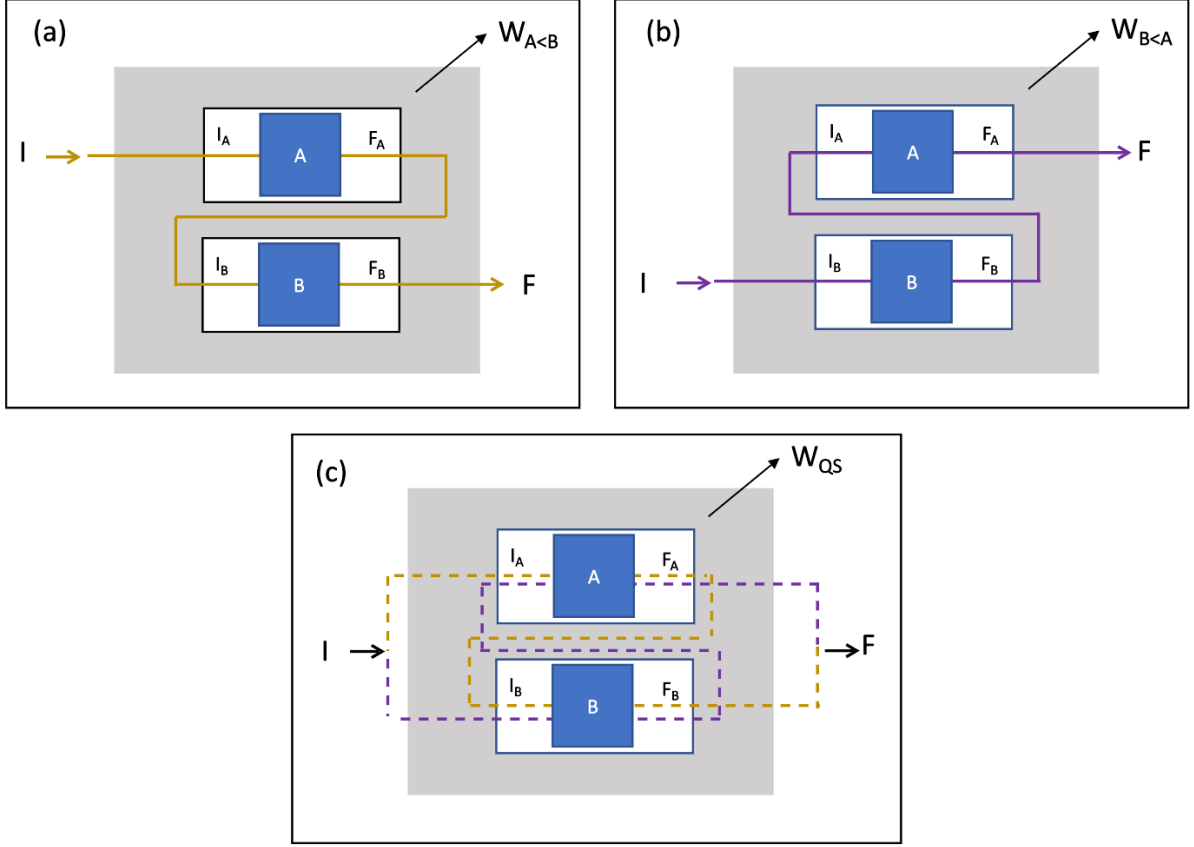 (a)
W_{A<B}
I_A
A
F_A
I
I_B
B
F_B
F
(b)
W_{B<A}
I_A
A
F_A
F
I_B
B
F_B
I
(c)
W_{QS}
I_A
A
F_A
I
F
I_B
B
F_B